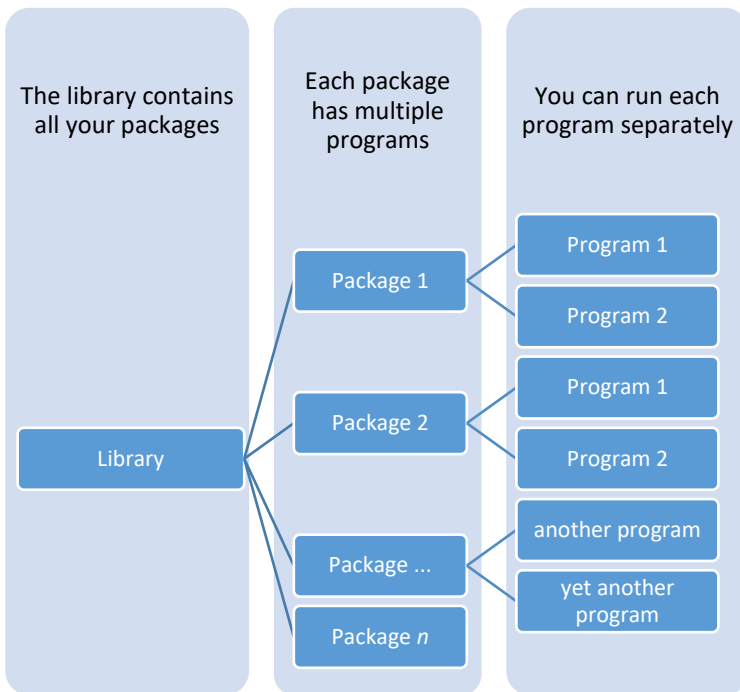 The library contains
all your packages
Each package
has multiple
programs
You can run each
program separately
Library
Package 1
Package 2
Package ...
Package n
Program 1
Program 2
Program 1
Program 2
another program
yet another
program